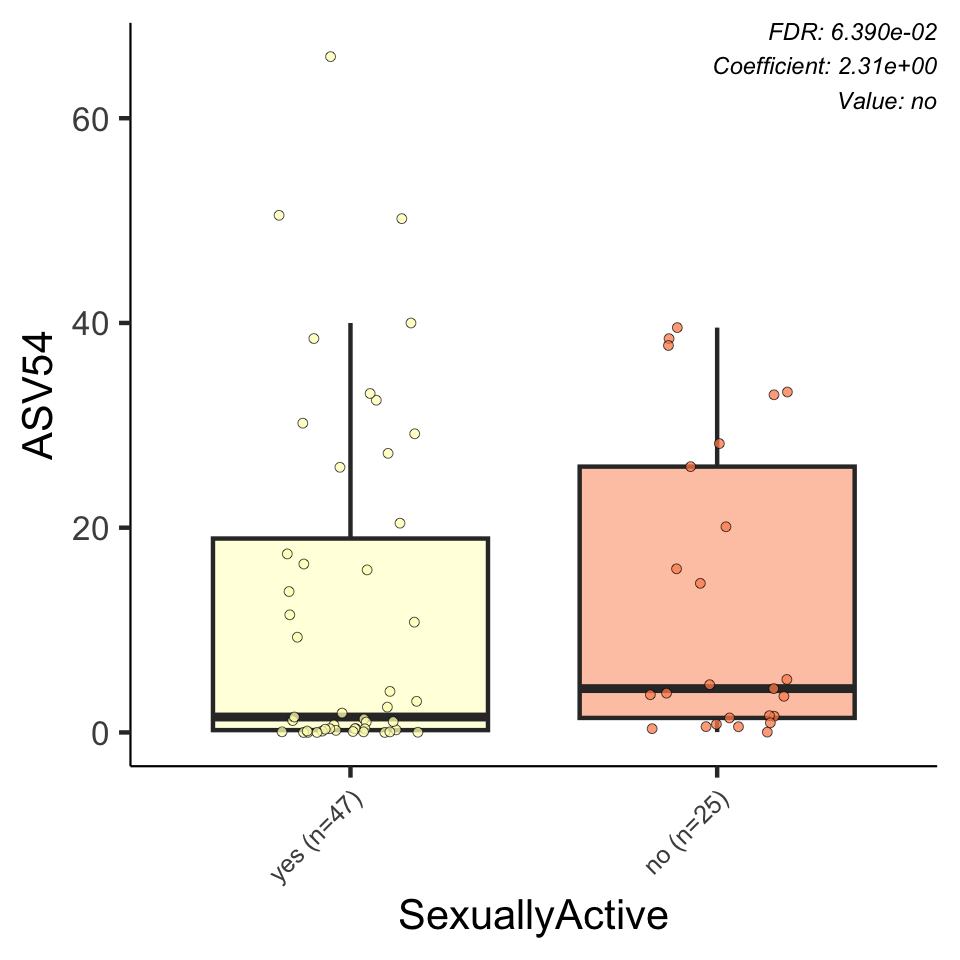 FDR: 6.390e-02
Coefficient: 2.31e+00
Value: no
60
40
20
0
ASV54
yes (n=47)
no (n=25)
SexuallyActive